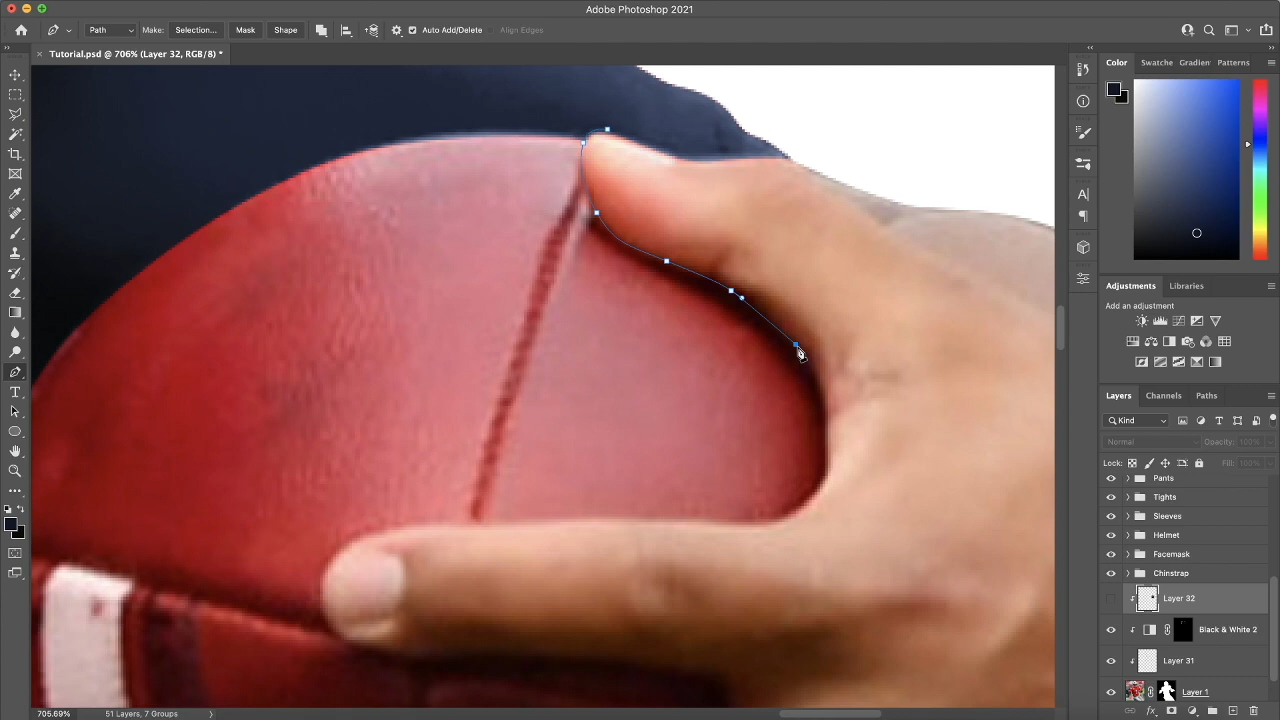 Adobe Photoshop 2021
Path Make: Selection... Mask Shape Auto Add/Delete Align Edges
Tutorial.psd @ 706% (Layer 32, RGB/8) *
Color Swatche Gradien Patterns
Adjustments Libraries
Add an adjustment
Layers Channels Paths
Kind
Normal Opacity: 100%
Lock: Fill: 100%
Pants
Tights
Sleeves
Helmet
Facemask
Chinstrap
Layer 32
Black & White 2
Layer 31
Layer 1
705.69% 51 Layers, 7 Groups